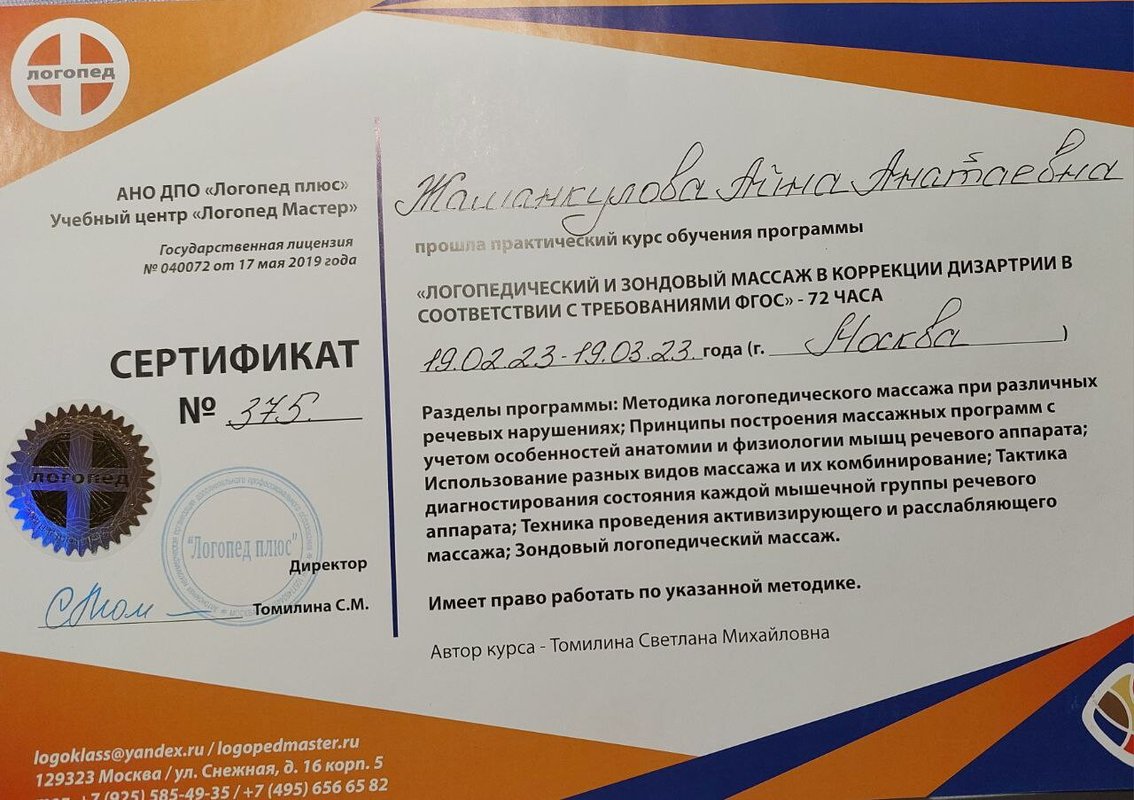 логопед
АНО ДПО «Логопед плюс»
Учебный центр «Логопед Мастер»
Государственная лицензия
№ 040072 от 17 мая 2019 года
СЕРТИФИКАТ
№ 375.
логопед
"Логопед плюс"
Директор
Томилина С.М.
Жаманкулова Айна Анатаевна
прошла практический курс обучения программы
«ЛОГОПЕДИЧЕСКИЙ И ЗОНДОВЫЙ МАССАЖ В КОРРЕКЦИИ ДИЗАРТРИИ В
СООТВЕТСТВИИ С ТРЕБОВАНИЯМИ ФГОС» - 72 ЧАСА
19.02.23-19.03.23. года (г. Москва )
Разделы программы: Методика логопедического массажа при различных
речевых нарушениях; Принципы построения массажных программ с
учетом особенностей анатомии и физиологии мышц речевого аппарата;
Использование разных видов массажа и их комбинирование; Тактика
диагностирования состояния каждой мышечной группы речевого
аппарата; Техника проведения активизирующего и расслабляющего
массажа; Зондовый логопедический массаж.
Имеет право работать по указанной методике.
Автор курса - Томилина Светлана Михайловна
logoklass@yandex.ru / logopedmaster.ru
129323 Москва / ул. Снежная, д. 16 корп. 5
тел. +7 (925) 585-49-35 / +7 (495) 656 65 82